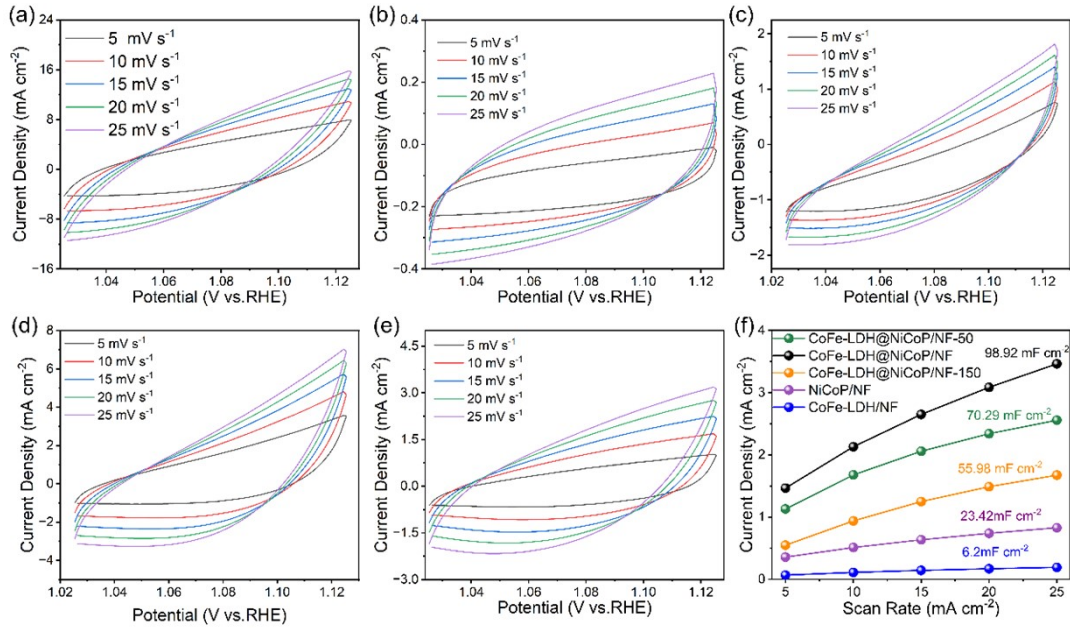 (a)
Current Density (mA cm⁻²)
24
16
8
0
−8
−16
5 mV s⁻¹
10 mV s⁻¹
15 mV s⁻¹
20 mV s⁻¹
25 mV s⁻¹
1.04 1.06 1.08 1.10 1.12
Potential (V vs.RHE)
(b)
Current Density (mA cm⁻²)
0.4
0.2
0.0
−0.2
−0.4
5 mV s⁻¹
10 mV s⁻¹
15 mV s⁻¹
20 mV s⁻¹
25 mV s⁻¹
1.04 1.06 1.08 1.10 1.12
Potential (V vs.RHE)
(c)
Current Density (mA cm⁻²)
2
1
0
−1
−2
5 mV s⁻¹
10 mV s⁻¹
15 mV s⁻¹
20 mV s⁻¹
25 mV s⁻¹
1.04 1.06 1.08 1.10 1.12
Potential (V vs.RHE)
(d)
Current Density (mA cm⁻²)
8
6
4
2
0
−2
−4
5 mV s⁻¹
10 mV s⁻¹
15 mV s⁻¹
20 mV s⁻¹
25 mV s⁻¹
1.02 1.04 1.06 1.08 1.10 1.12
Potential (V vs.RHE)
(e)
Current Density (mA cm⁻²)
4.5
3.0
1.5
0.0
−1.5
−3.0
5 mV s⁻¹
10 mV s⁻¹
15 mV s⁻¹
20 mV s⁻¹
25 mV s⁻¹
1.04 1.06 1.08 1.10 1.12
Potential (V vs.RHE)
(f)
Current Density (mA cm⁻²)
4
3
2
1
0
CoFe-LDH@NiCoP/NF-50
CoFe-LDH@NiCoP/NF
CoFe-LDH@NiCoP/NF-150
NiCoP/NF
CoFe-LDH/NF
98.92 mF cm⁻²
70.29 mF cm⁻²
55.98 mF cm⁻²
23.42mF cm⁻²
6.2mF cm⁻²
5 10 15 20 25
Scan Rate (mA cm⁻²)